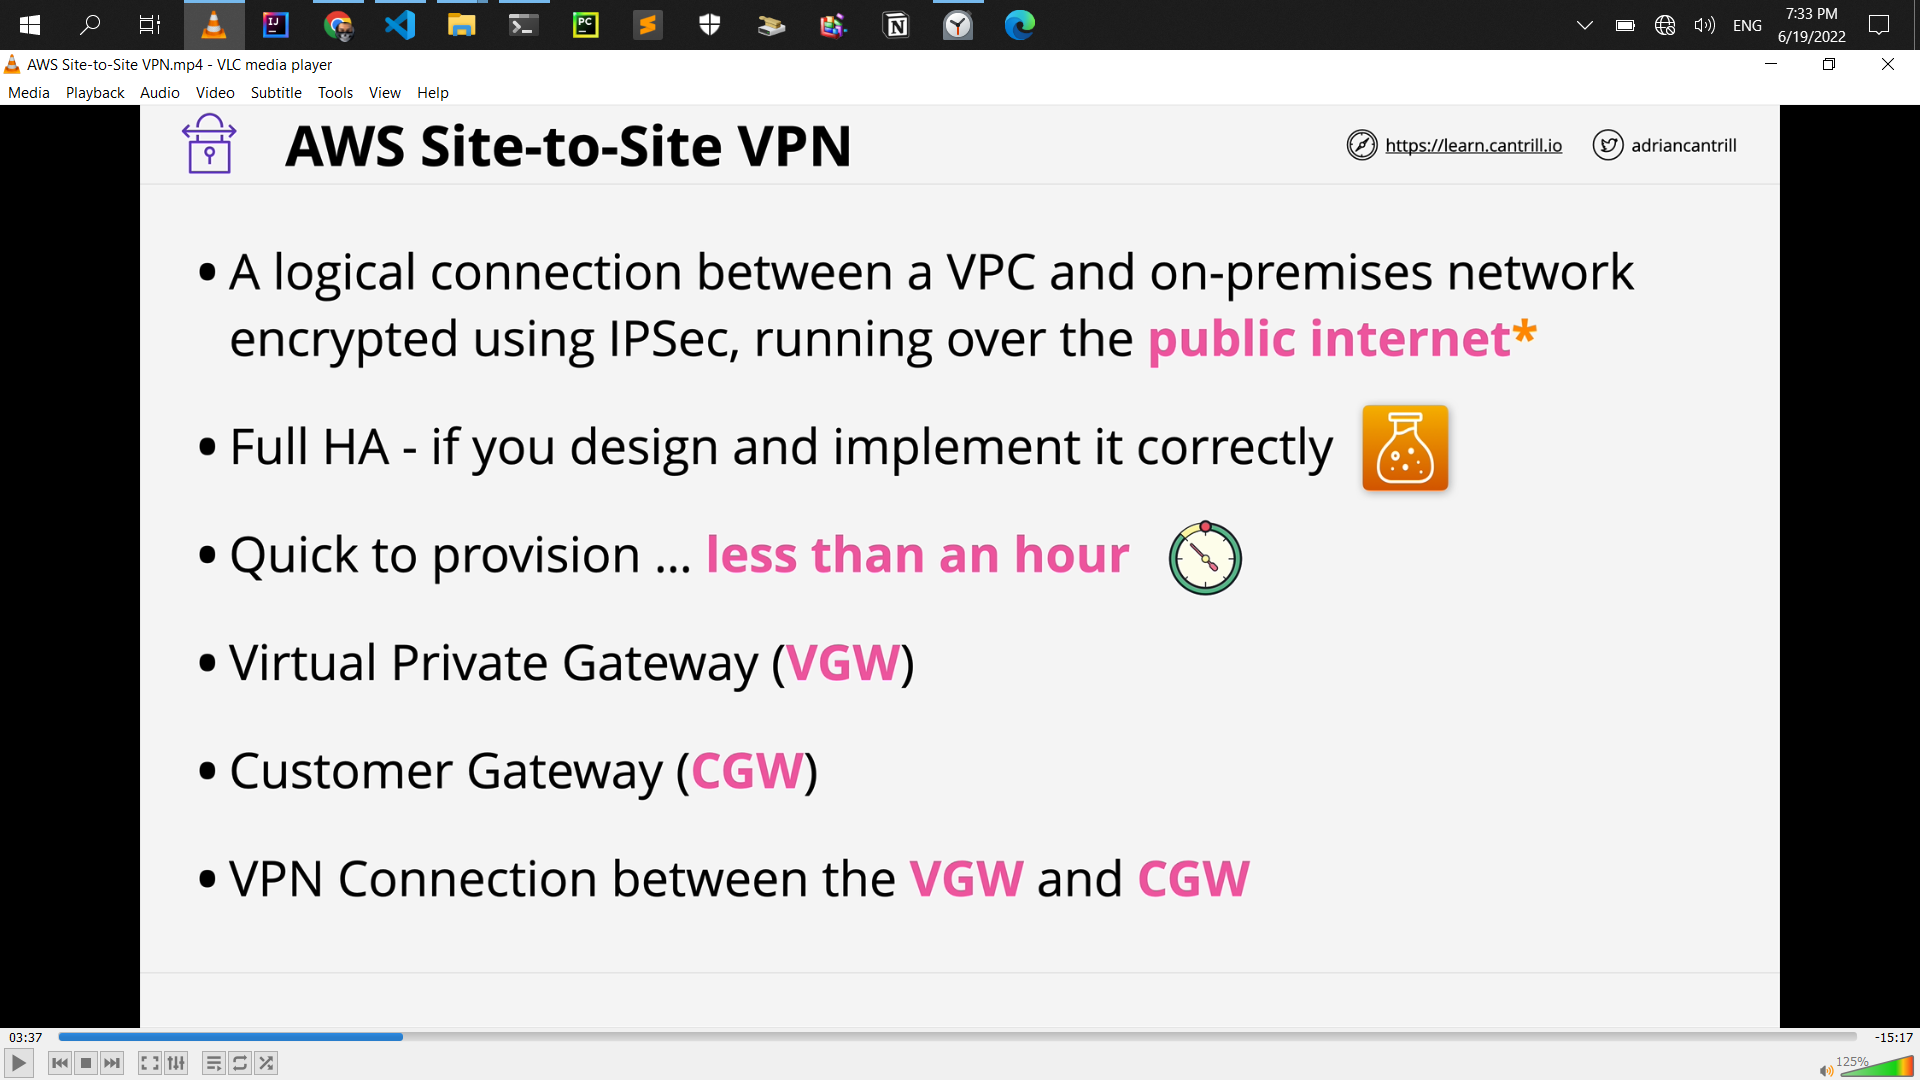 IJ
PC
N
ENG
7:33 PM
6/19/2022
AWS Site-to-Site VPN.mp4 - VLC media player
Media Playback Audio Video Subtitle Tools View Help
AWS Site-to-Site VPN
https://learn.cantrill.io
adriancantrill
• A logical connection between a VPC and on-premises network
encrypted using IPSec, running over the public internet*
• Full HA - if you design and implement it correctly
• Quick to provision ... less than an hour
• Virtual Private Gateway (VGW)
• Customer Gateway (CGW)
• VPN Connection between the VGW and CGW
03:37
-15:17
125%